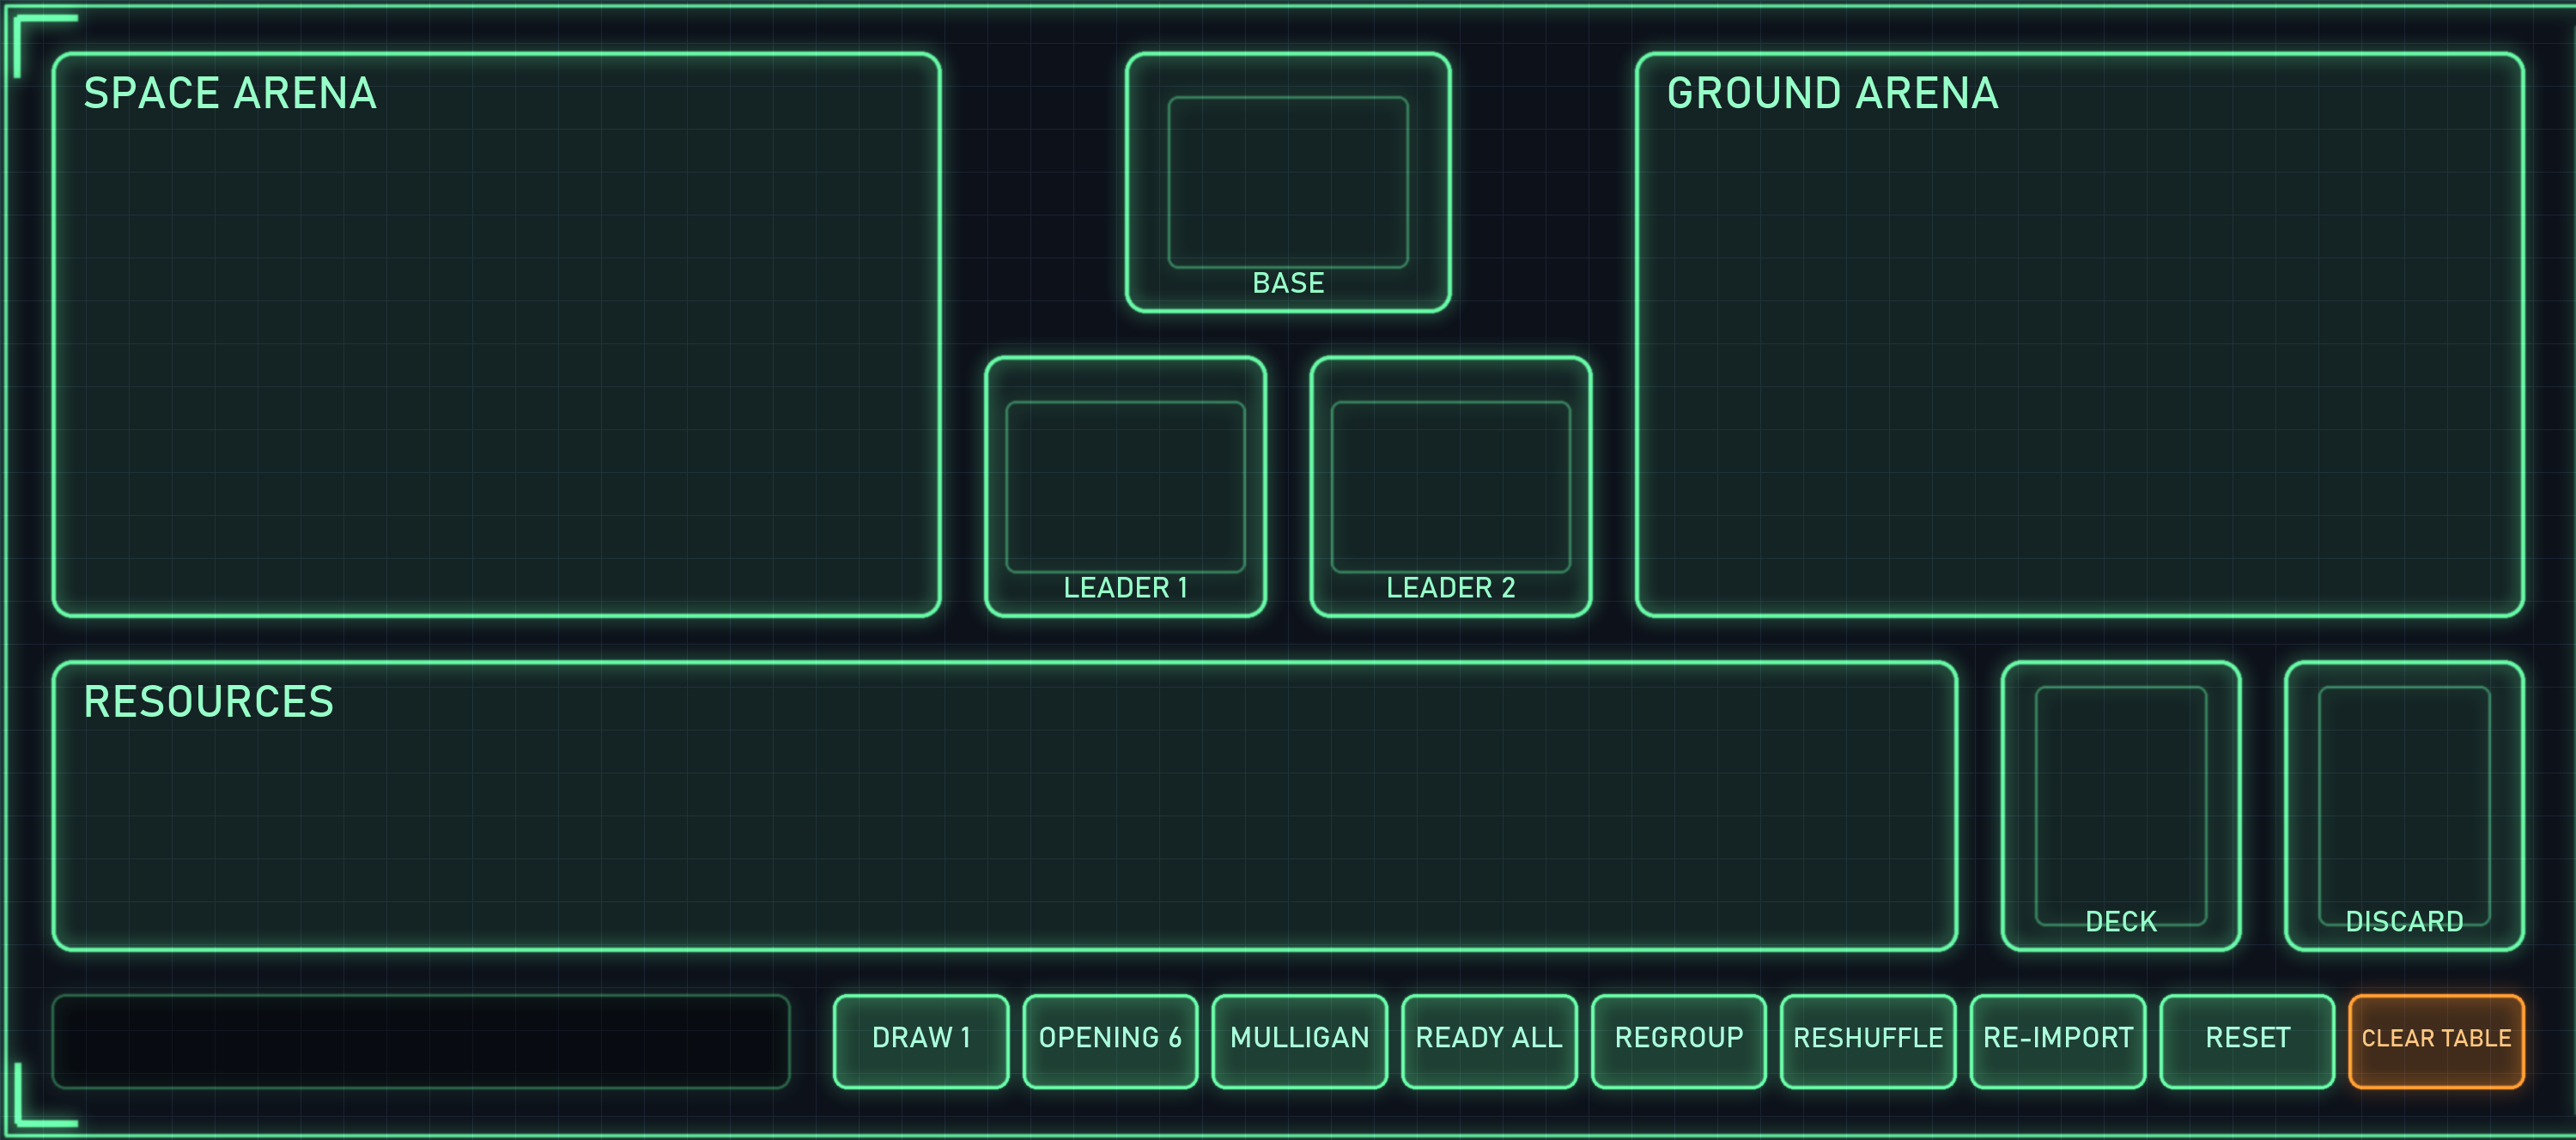 SPACE ARENA
BASE
GROUND ARENA
LEADER 1
LEADER 2
RESOURCES
DECK
DISCARD
DRAW 1
OPENING 6
MULLIGAN
READY ALL
REGROUP
RESHUFFLE
RE-IMPORT
RESET
CLEAR TABLE